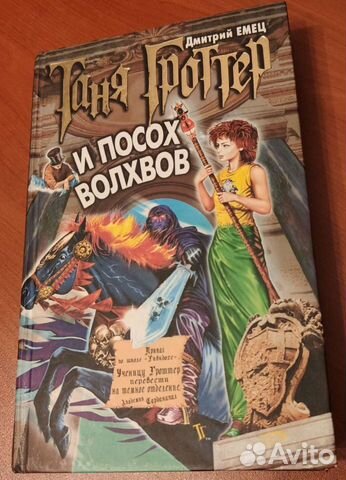 Дмитрий ЕМЕЦ
Таня Гроттер
И ПОСОХ
ВОЛХВОВ
Приказ
по школе «Тибидохс»
Ученицу Гроттер
перевести
на темное отделение.
Академик Сарданапал
Avito